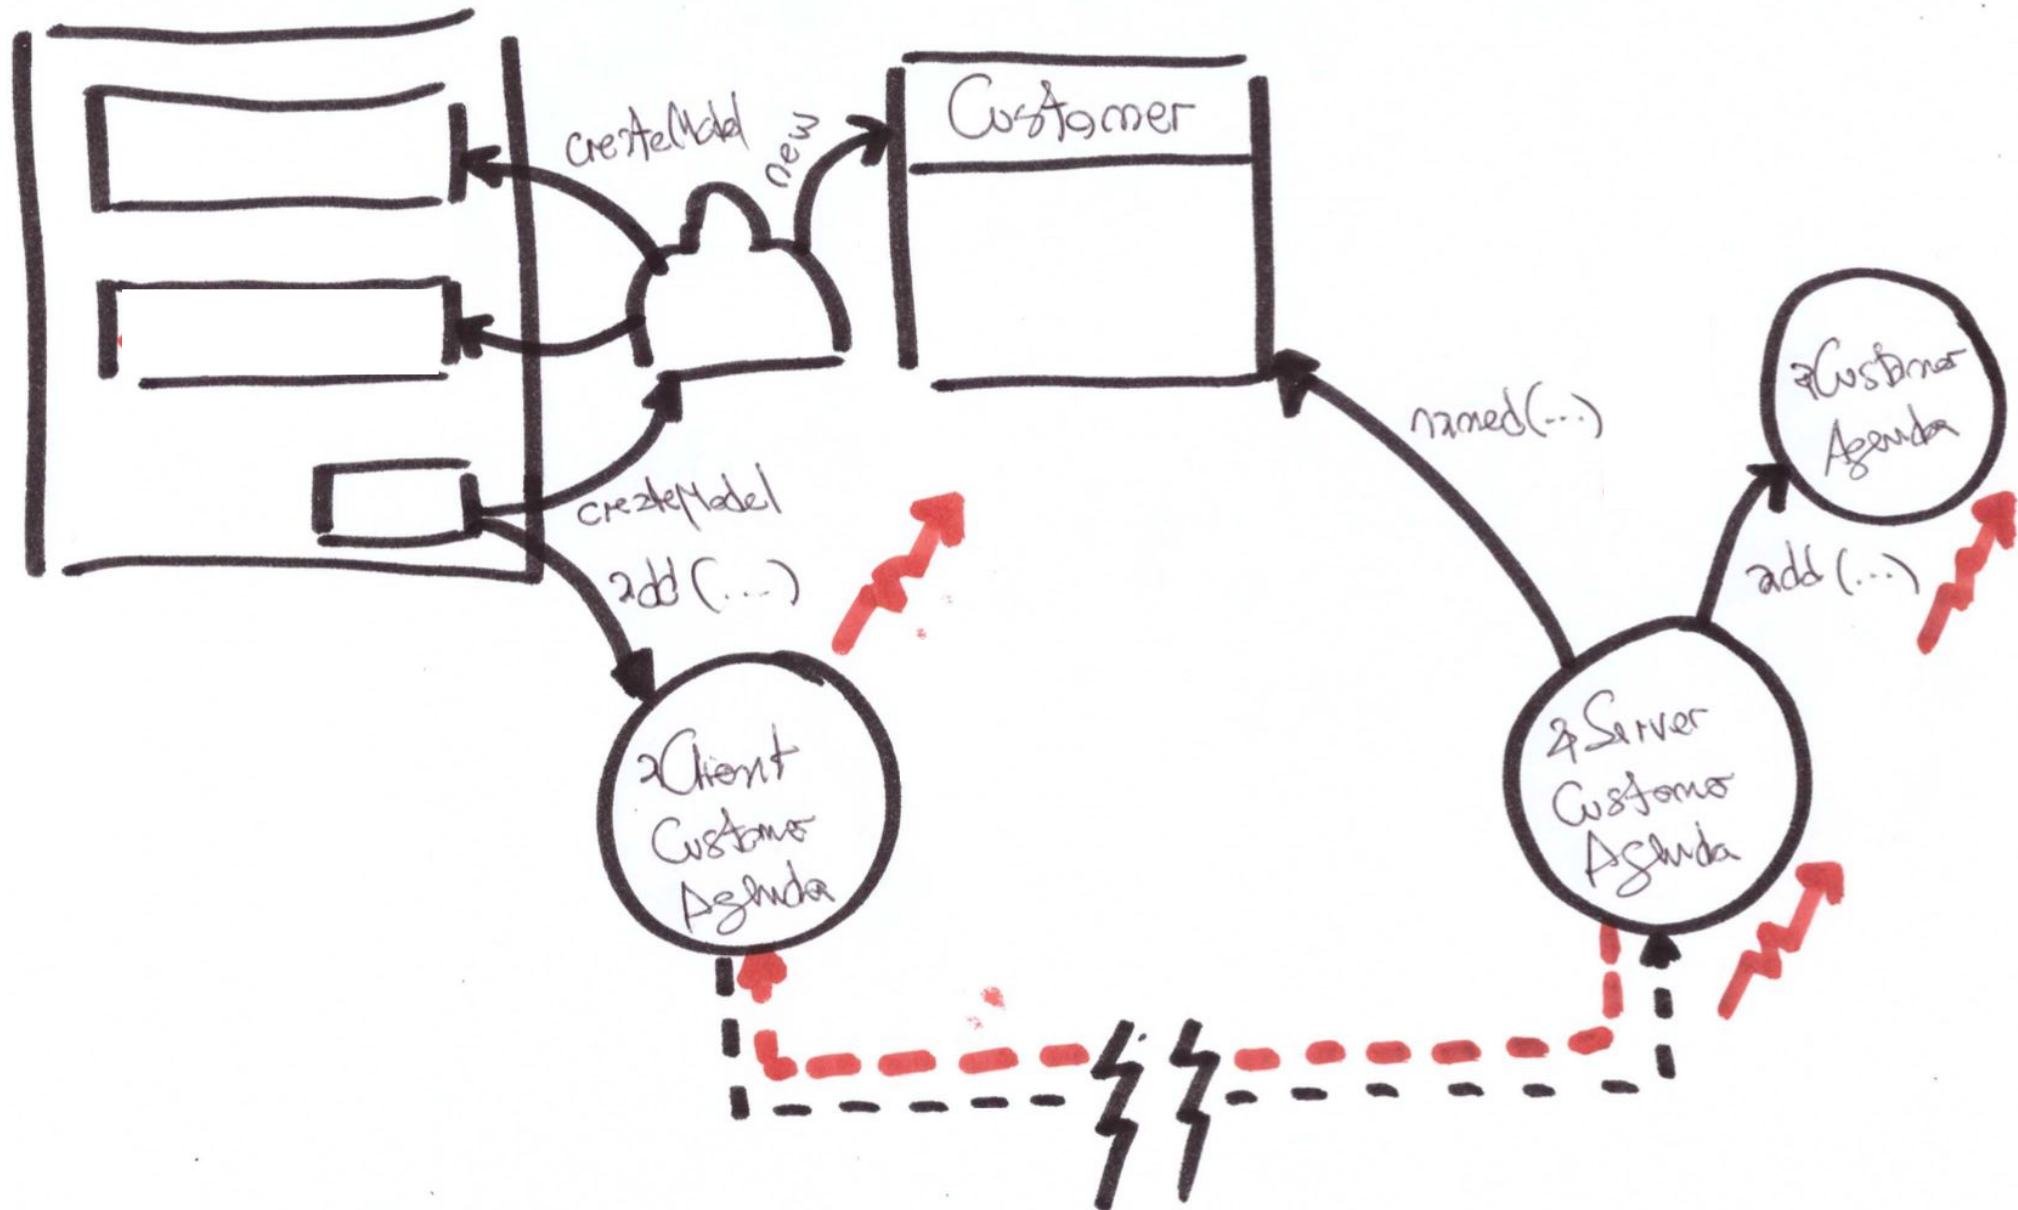 createModel
new
Customer
named(...)
aCustomer
Agenda
createModel
add(...)
add(...)
aClient
Customer
Agenda
aServer
Customer
Agenda